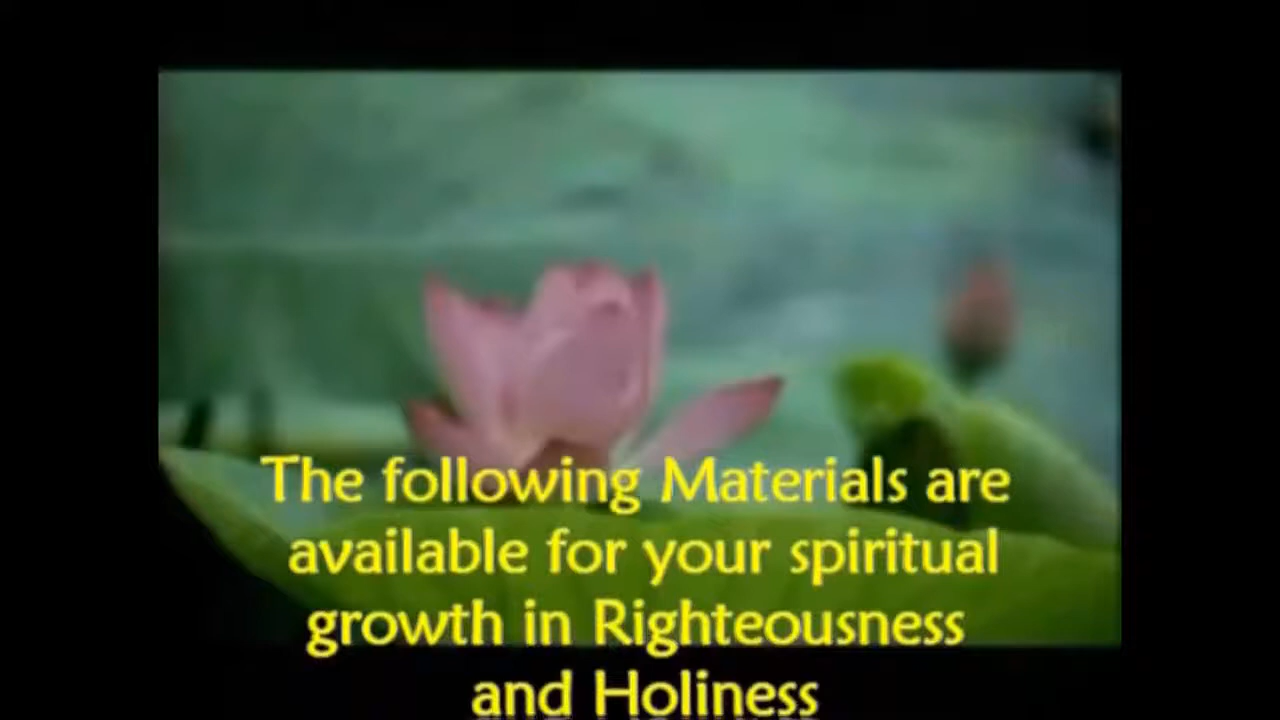 The following Materials are
available for your spiritual
growth in Righteousness
and Holiness